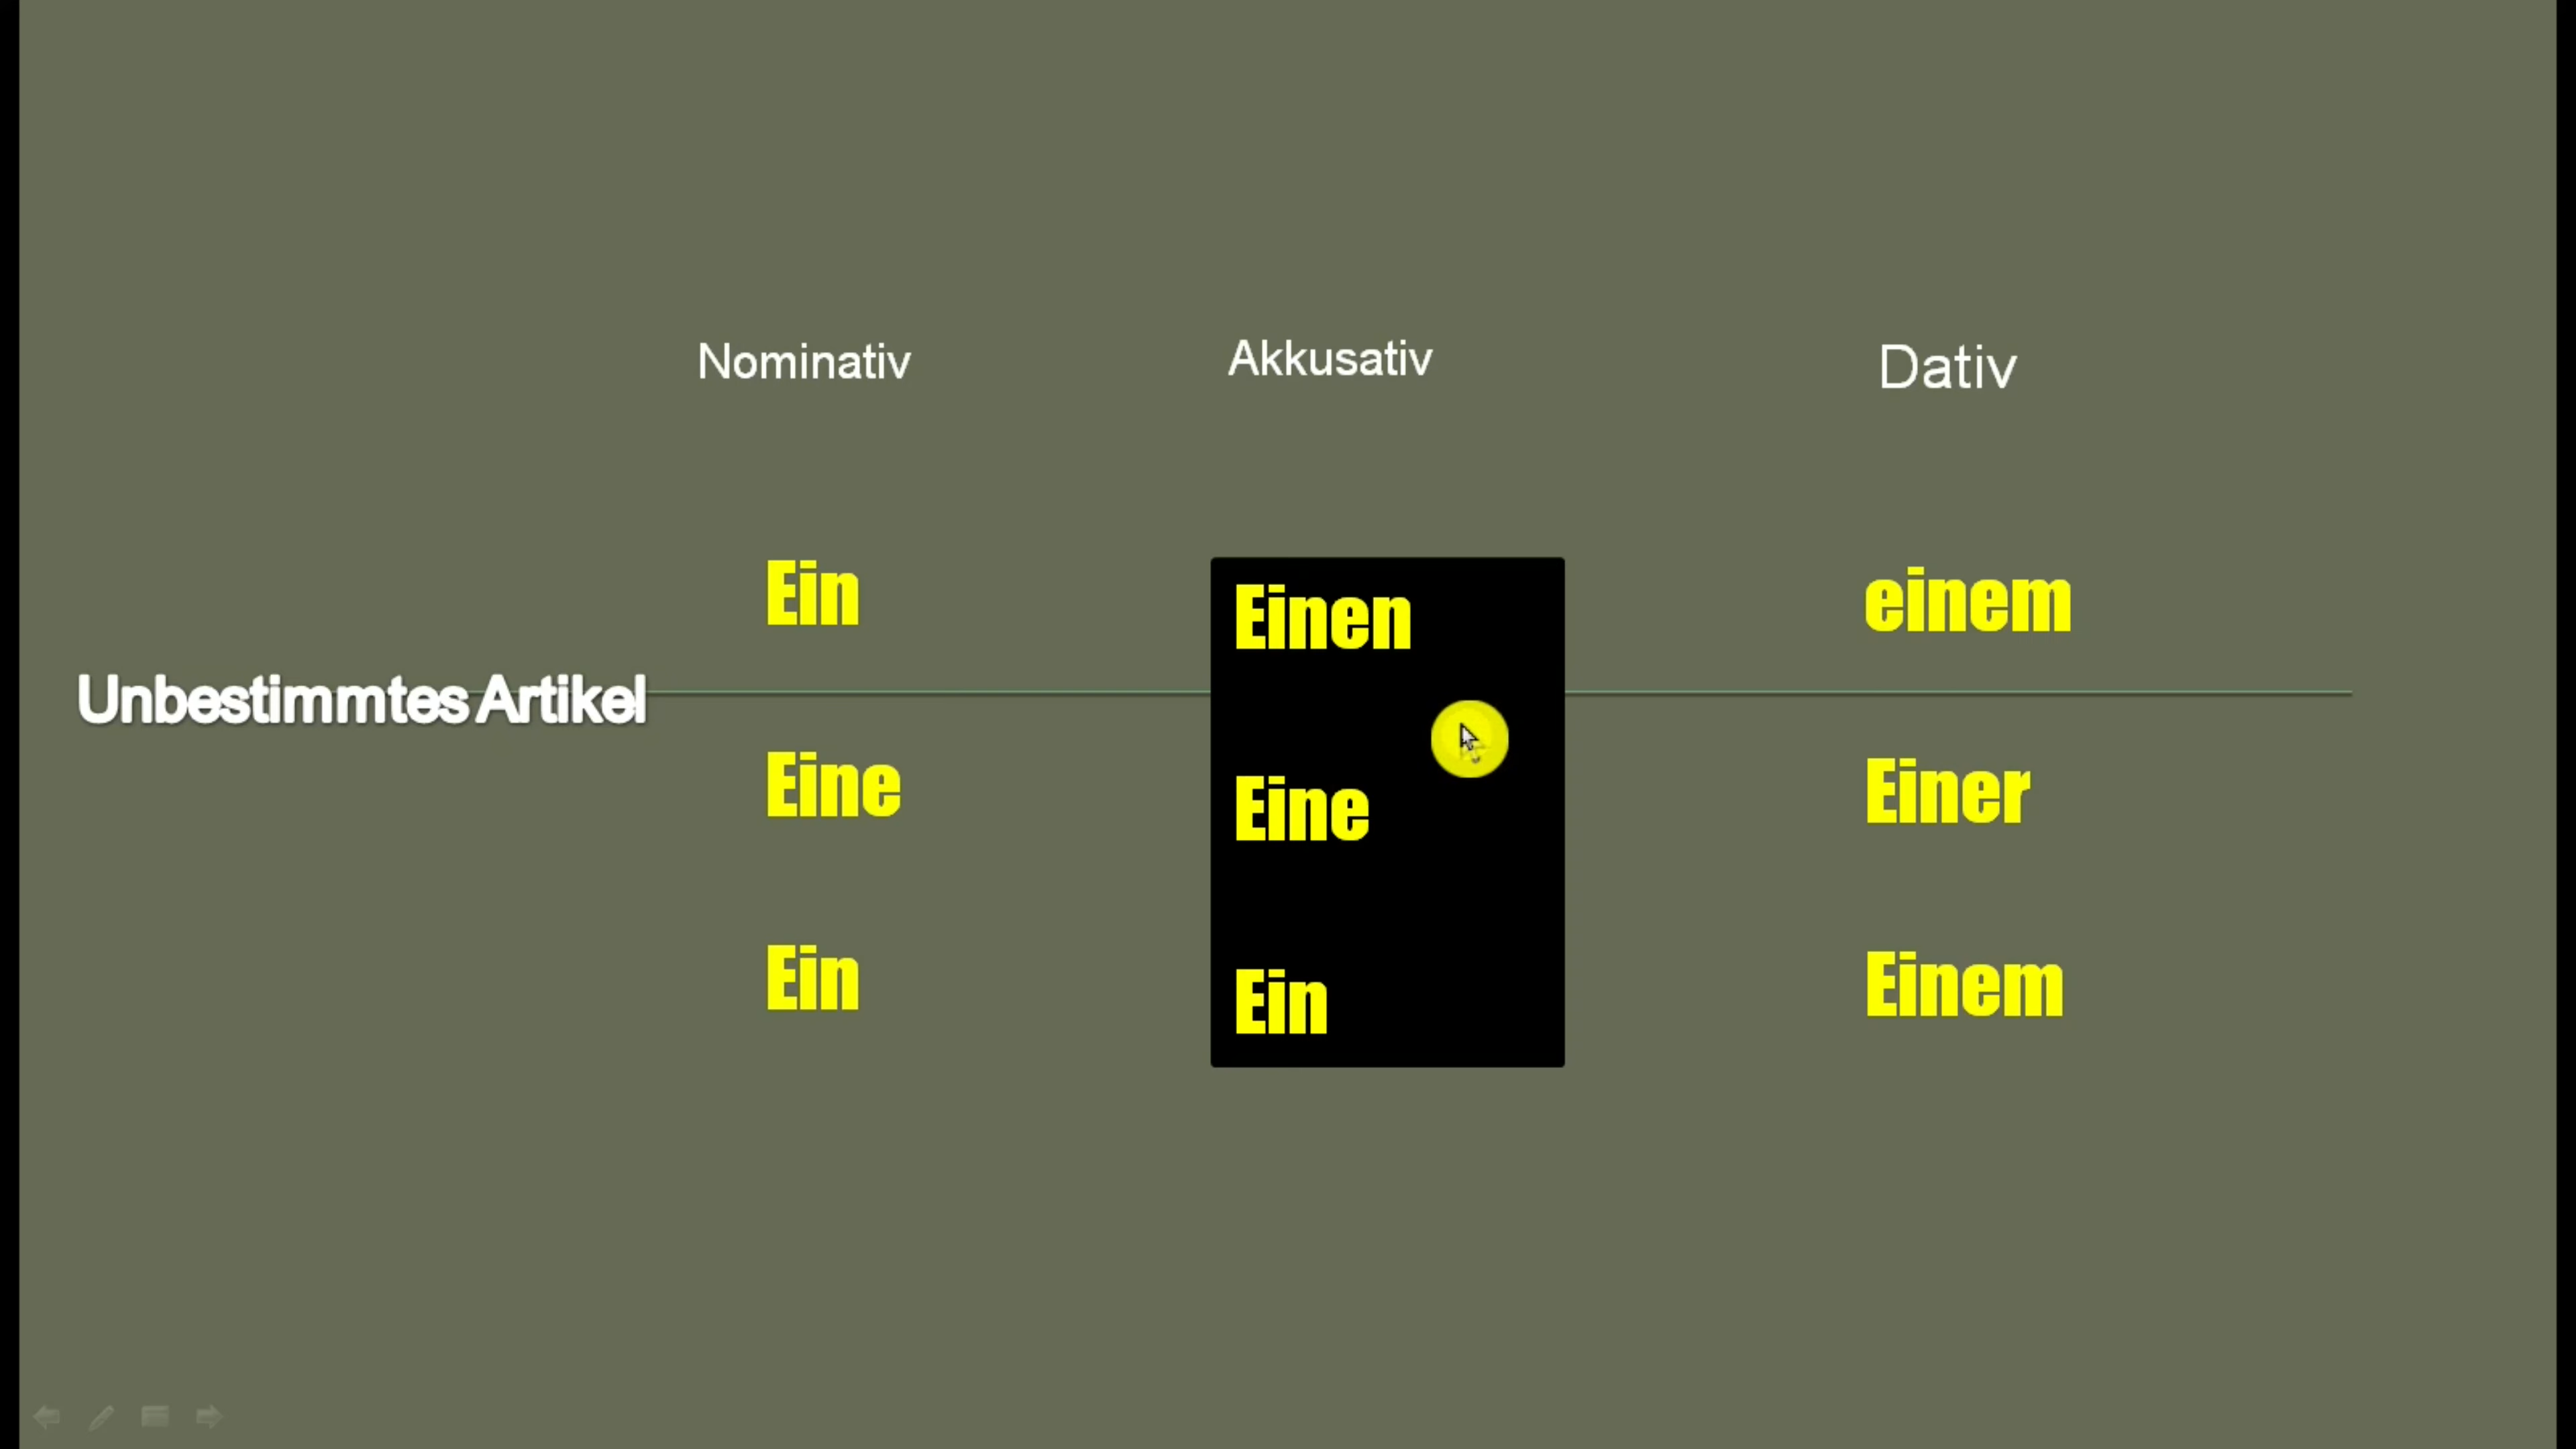 Nominativ Akkusativ Dativ
Ein Einen einem
Unbestimmtes Artikel
Eine Eine Einer
Ein Ein Einem